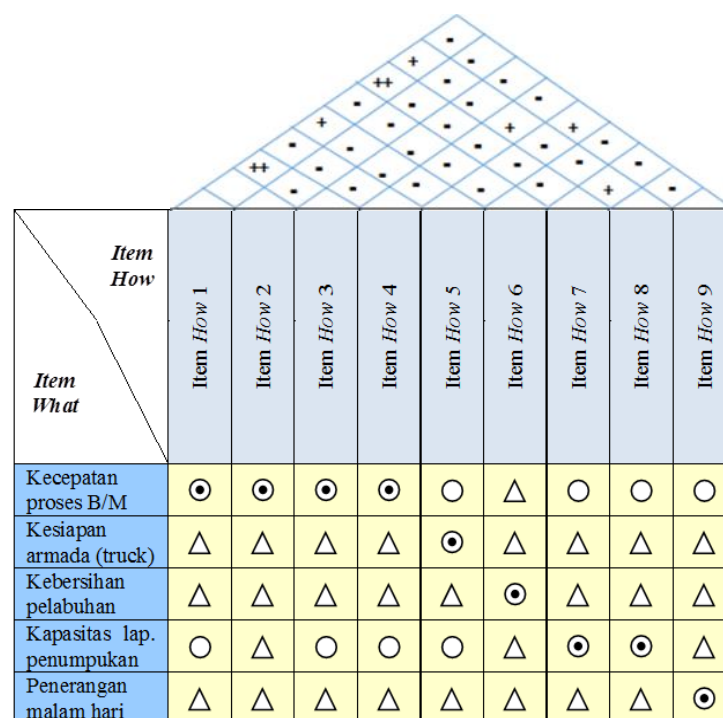 -
+ -
++ - -
- - - -
+ - - + +
- - - - - -
++ - - - - - -
- - - - - - + -
Item
How
Item
What
Item How 1
Item How 2
Item How 3
Item How 4
Item How 5
Item How 6
Item How 7
Item How 8
Item How 9
Kecepatan
proses B/M
Kesiapan
armada (truck)
Kebersihan
pelabuhan
Kapasitas lap.
penumpukan
Penerangan
malam hari